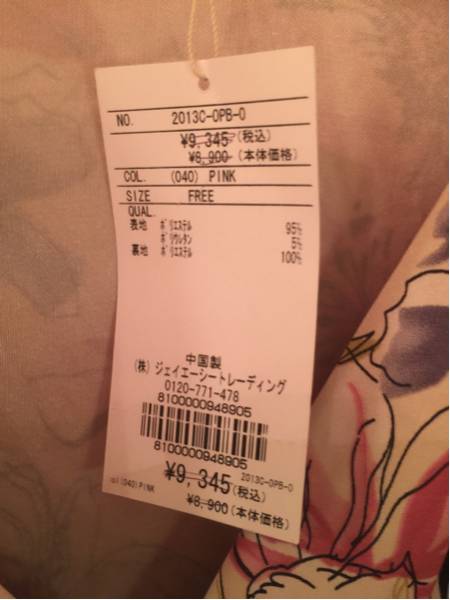 NO. 2013C-OPB-0
¥9,345(税込)
¥8,900(本体価格)
COL. (040) PINK
SIZE FREE
QUAL.
表地 ﾎﾟﾘｴｽﾃﾙ 95%
ﾎﾟﾘｳﾚﾀﾝ 5%
裏地 ﾎﾟﾘｴｽﾃﾙ 100%
中国製
(株) ジェイエーシートレーディング
0120-771-478
8100000948905
8100000948905
2013C-OPB-0
¥9,345(税込)
(040)PINK
¥8,900(本体価格)